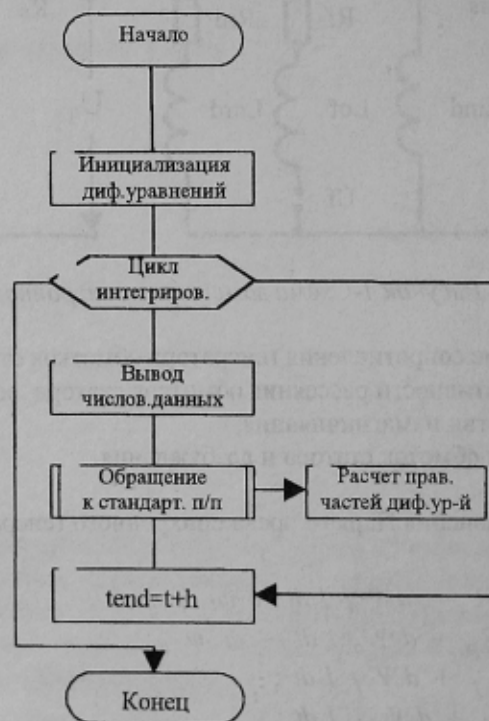 Начало
Инициализация
диф.уравнений
Цикл
интегриров.
Вывод
числов.данных
Обращение
к стандарт. п/п
Расчет прав.
частей диф.ур-й
tend=t+h
Конец